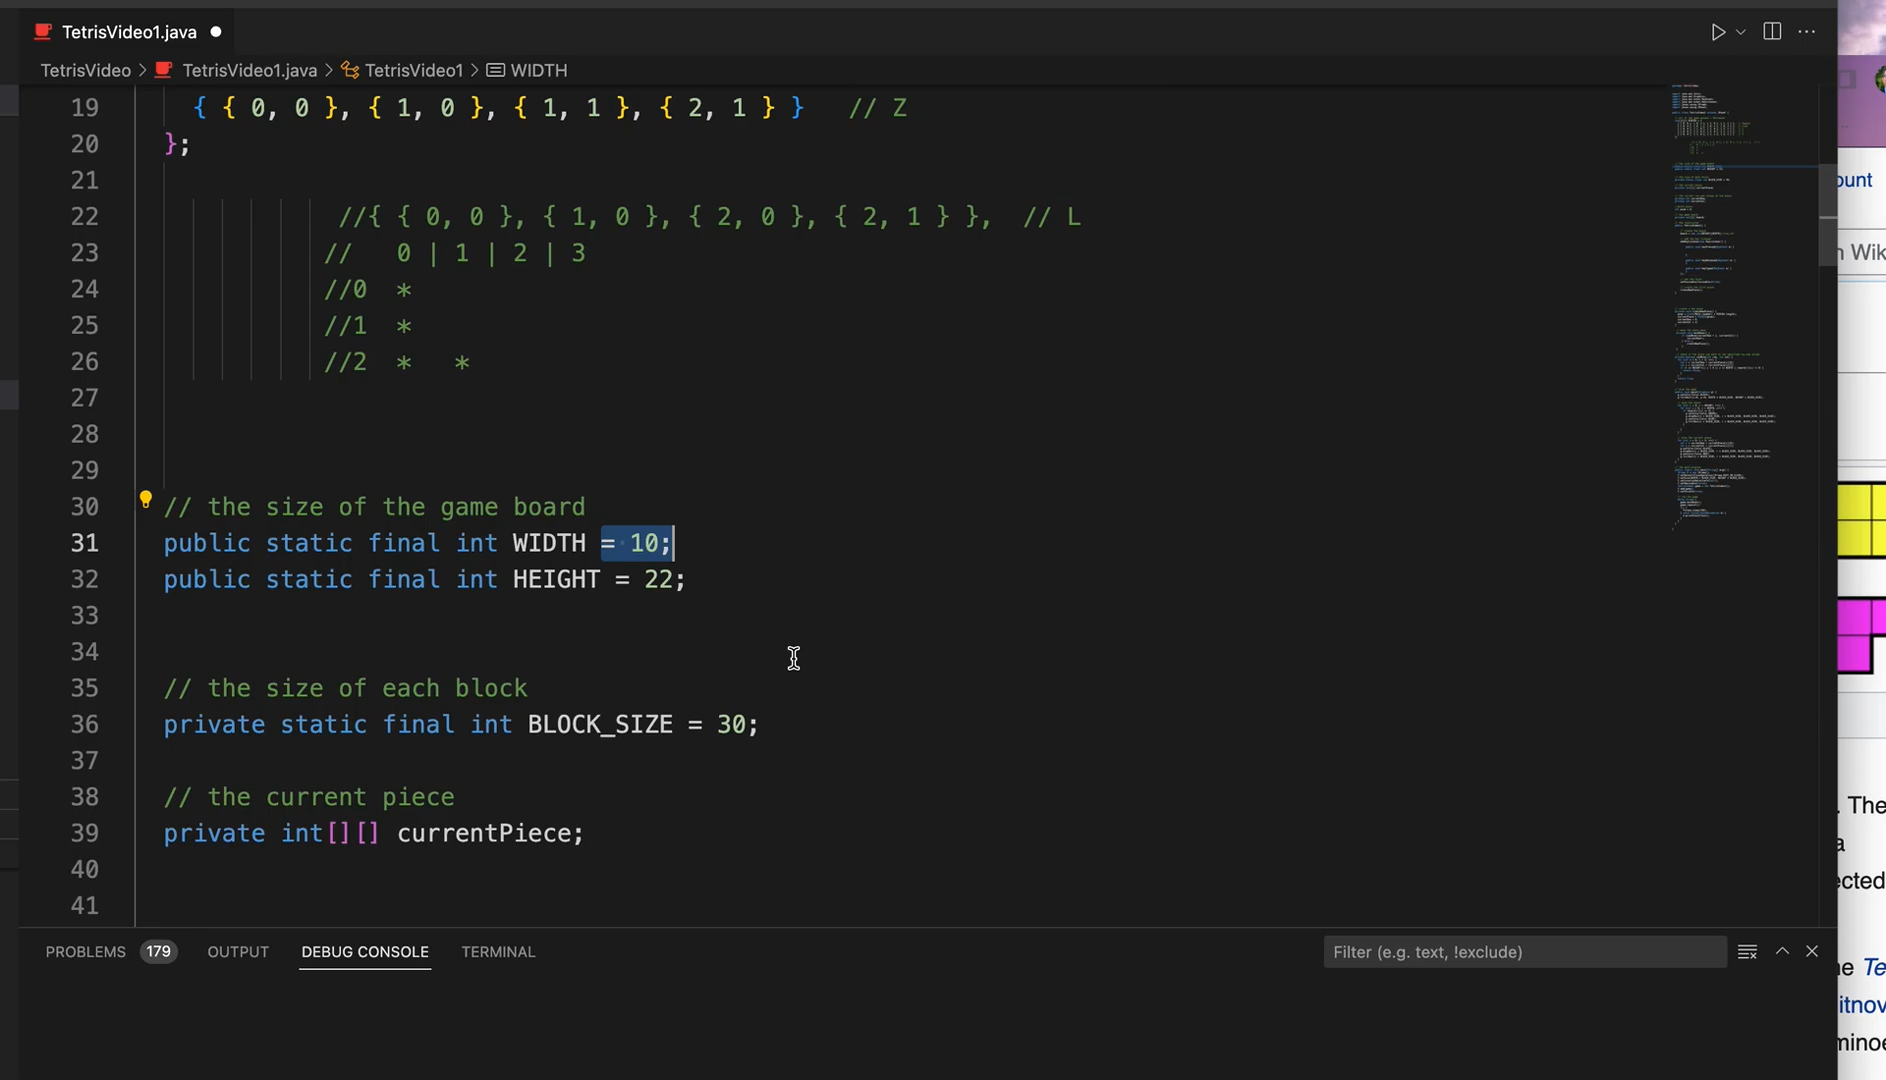 TetrisVideo1.java
TetrisVideo > TetrisVideo1.java > TetrisVideo1 > WIDTH
19 { { 0, 0 }, { 1, 0 }, { 1, 1 }, { 2, 1 } } // Z
20 };
21
22 //{ { 0, 0 }, { 1, 0 }, { 2, 0 }, { 2, 1 } }, // L
23 // 0 | 1 | 2 | 3
24 //0 *
25 //1 *
26 //2 * *
27
28
29
30 // the size of the game board
31 public static final int WIDTH = 10;
32 public static final int HEIGHT = 22;
33
34
35 // the size of each block
36 private static final int BLOCK_SIZE = 30;
37
38 // the current piece
39 private int[][] currentPiece;
40
41
PROBLEMS 179 OUTPUT DEBUG CONSOLE TERMINAL
Filter (e.g. text, !exclude)
ount
n Wik
. The
a
ected
ne Te
itnov
mino